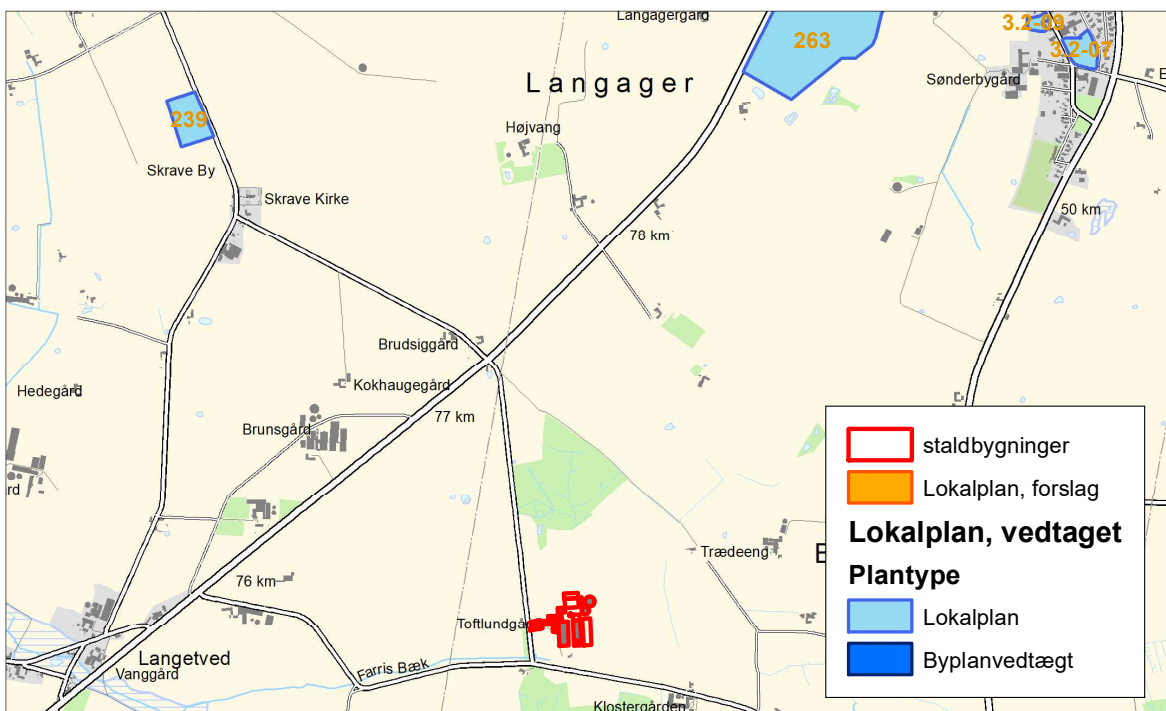 Langagergård
3.2-09
263
3.2-07
Langager
Sønderbygård
E
239
Højvang
Skrave By
Skrave Kirke
50 km
78 km
Brudsiggård
Hedegård
Kokhaugegård
77 km
Brunsgård
rd
staldbygninger
Lokalplan, forslag
Lokalplan, vedtaget
Plantype
Lokalplan
Byplanvedtægt
Trædeeng
76 km
Toftlundgå
Langetved
Vanggård
Farris Bæk
Klostergården